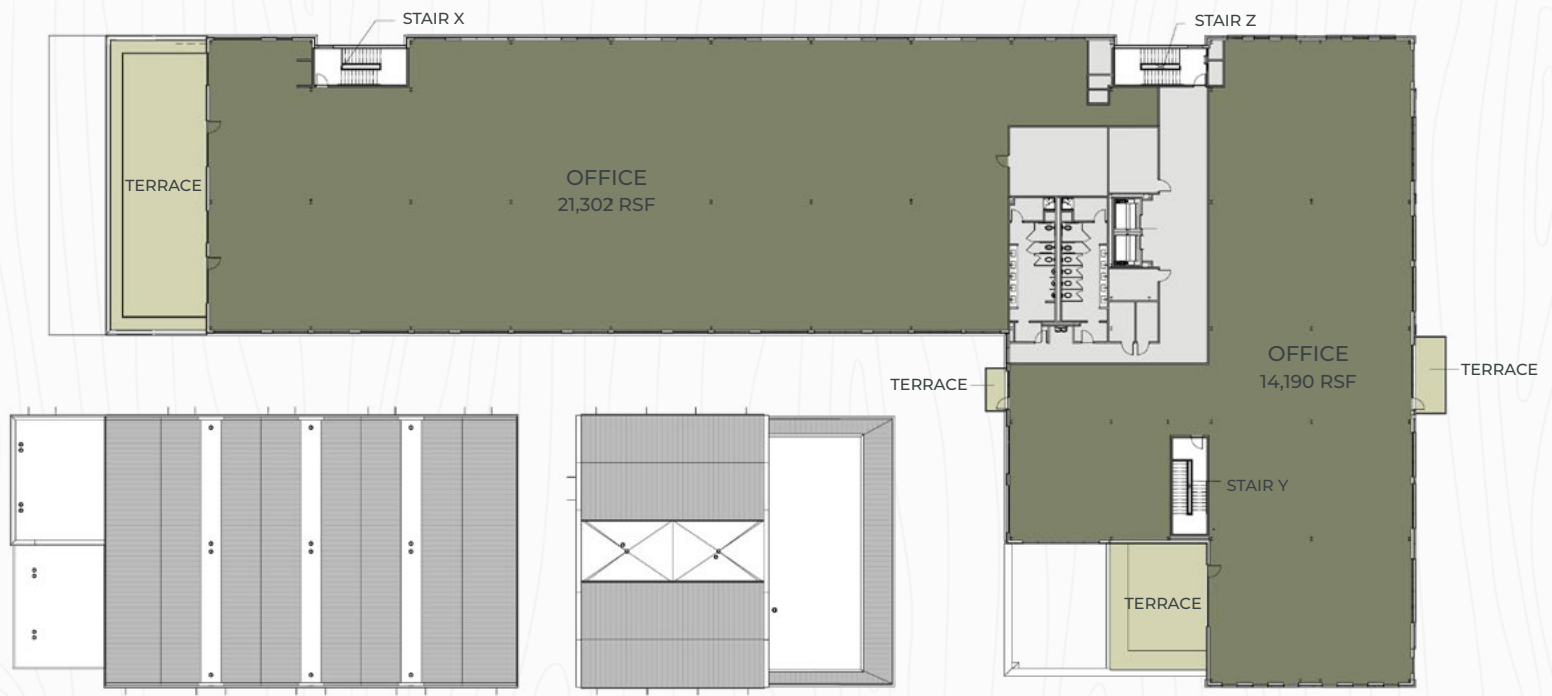 STAIR X
STAIR Z
TERRACE
OFFICE
21,302 RSF
OFFICE
14,190 RSF
TERRACE
TERRACE
STAIR Y
TERRACE